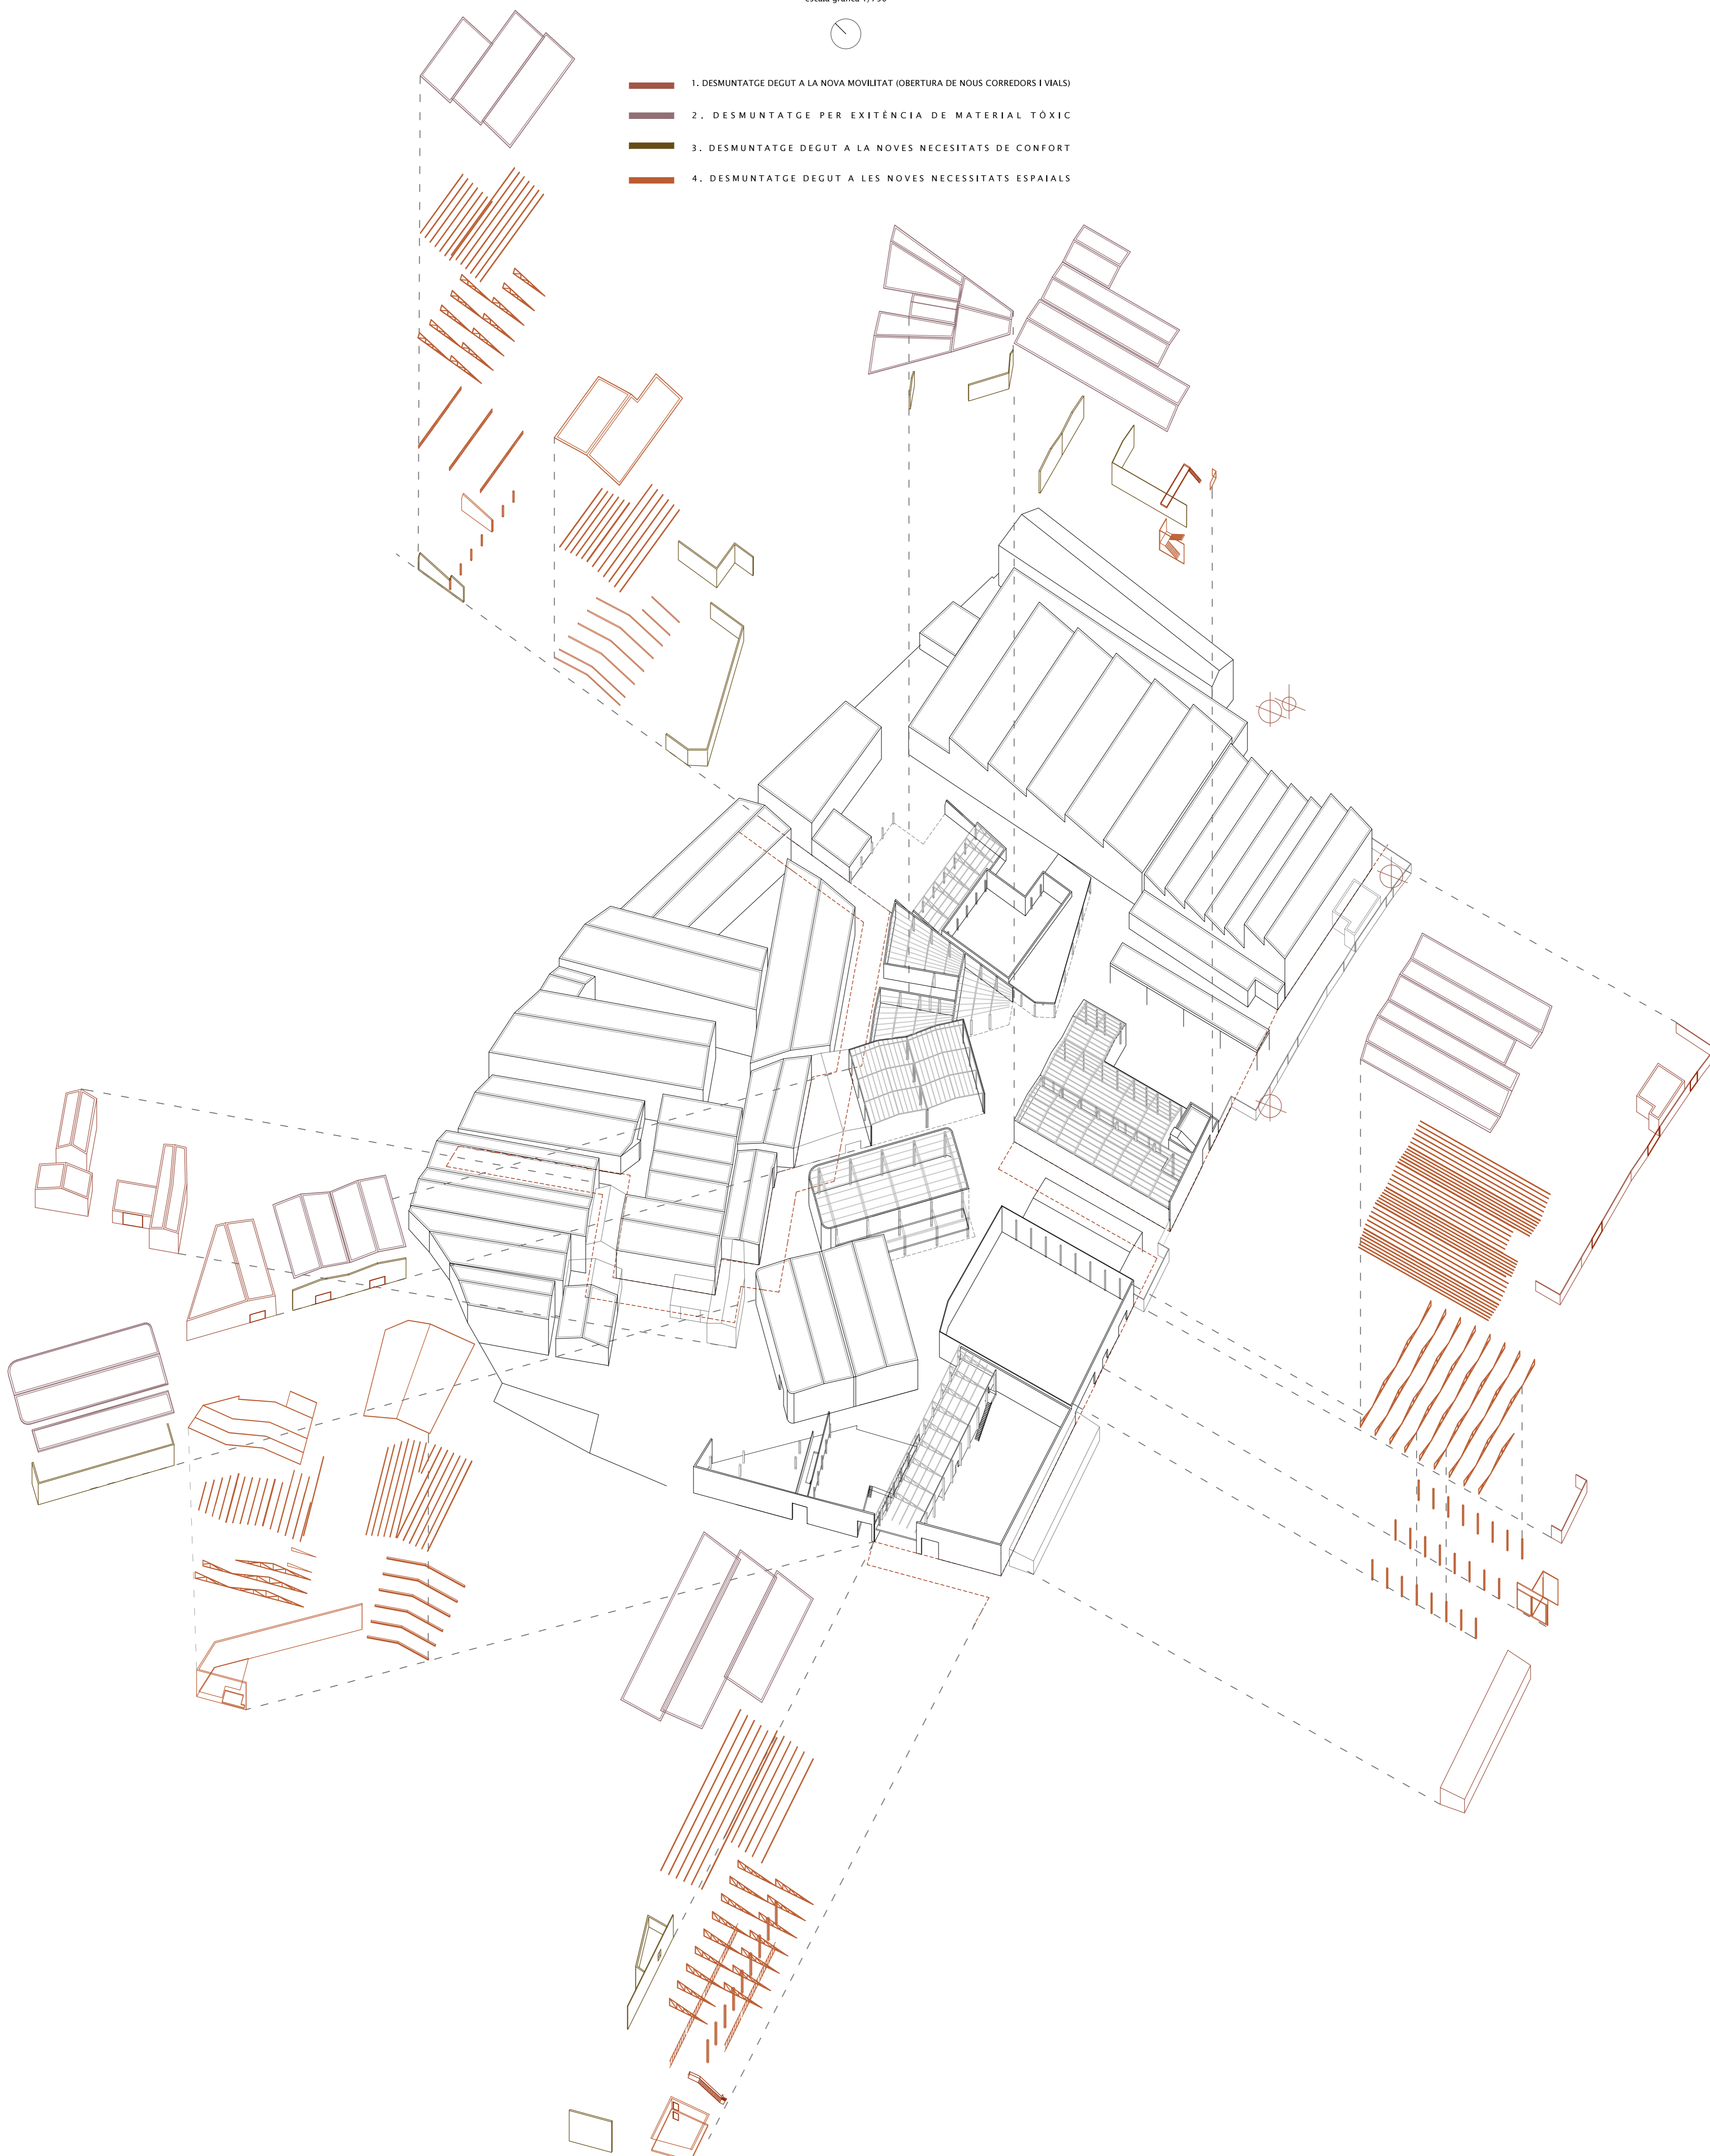 1. DESMUNTATGE DEGUT A LA NOVA MOVILITAT (OBERTURA DE NOUS CORREDORS I VIALS)
2. DESMUNTATGE PER EXITÈNCIA DE MATERIAL TÒXIC
3. DESMUNTATGE DEGUT A LA NOVES NECESITATS DE CONFORT
4. DESMUNTATGE DEGUT A LES NOVES NECESSITATS ESPAIALS